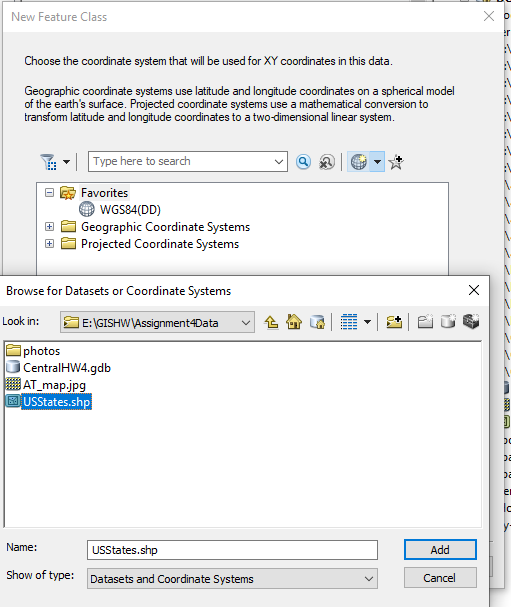 New Feature Class
Choose the coordinate system that will be used for XY coordinates in this data.
Geographic coordinate systems use latitude and longitude coordinates on a spherical model
of the earth's surface. Projected coordinate systems use a mathematical conversion to
transform latitude and longitude coordinates to a two-dimensional linear system.
Type here to search
Favorites
WGS84(DD)
Geographic Coordinate Systems
Projected Coordinate Systems
Browse for Datasets or Coordinate Systems
Look in: E:\GISHW\Assignment4Data
photos
CentralHW4.gdb
AT_map.jpg
USStates.shp
Name: USStates.shp
Add
Show of type: Datasets and Coordinate Systems
Cancel